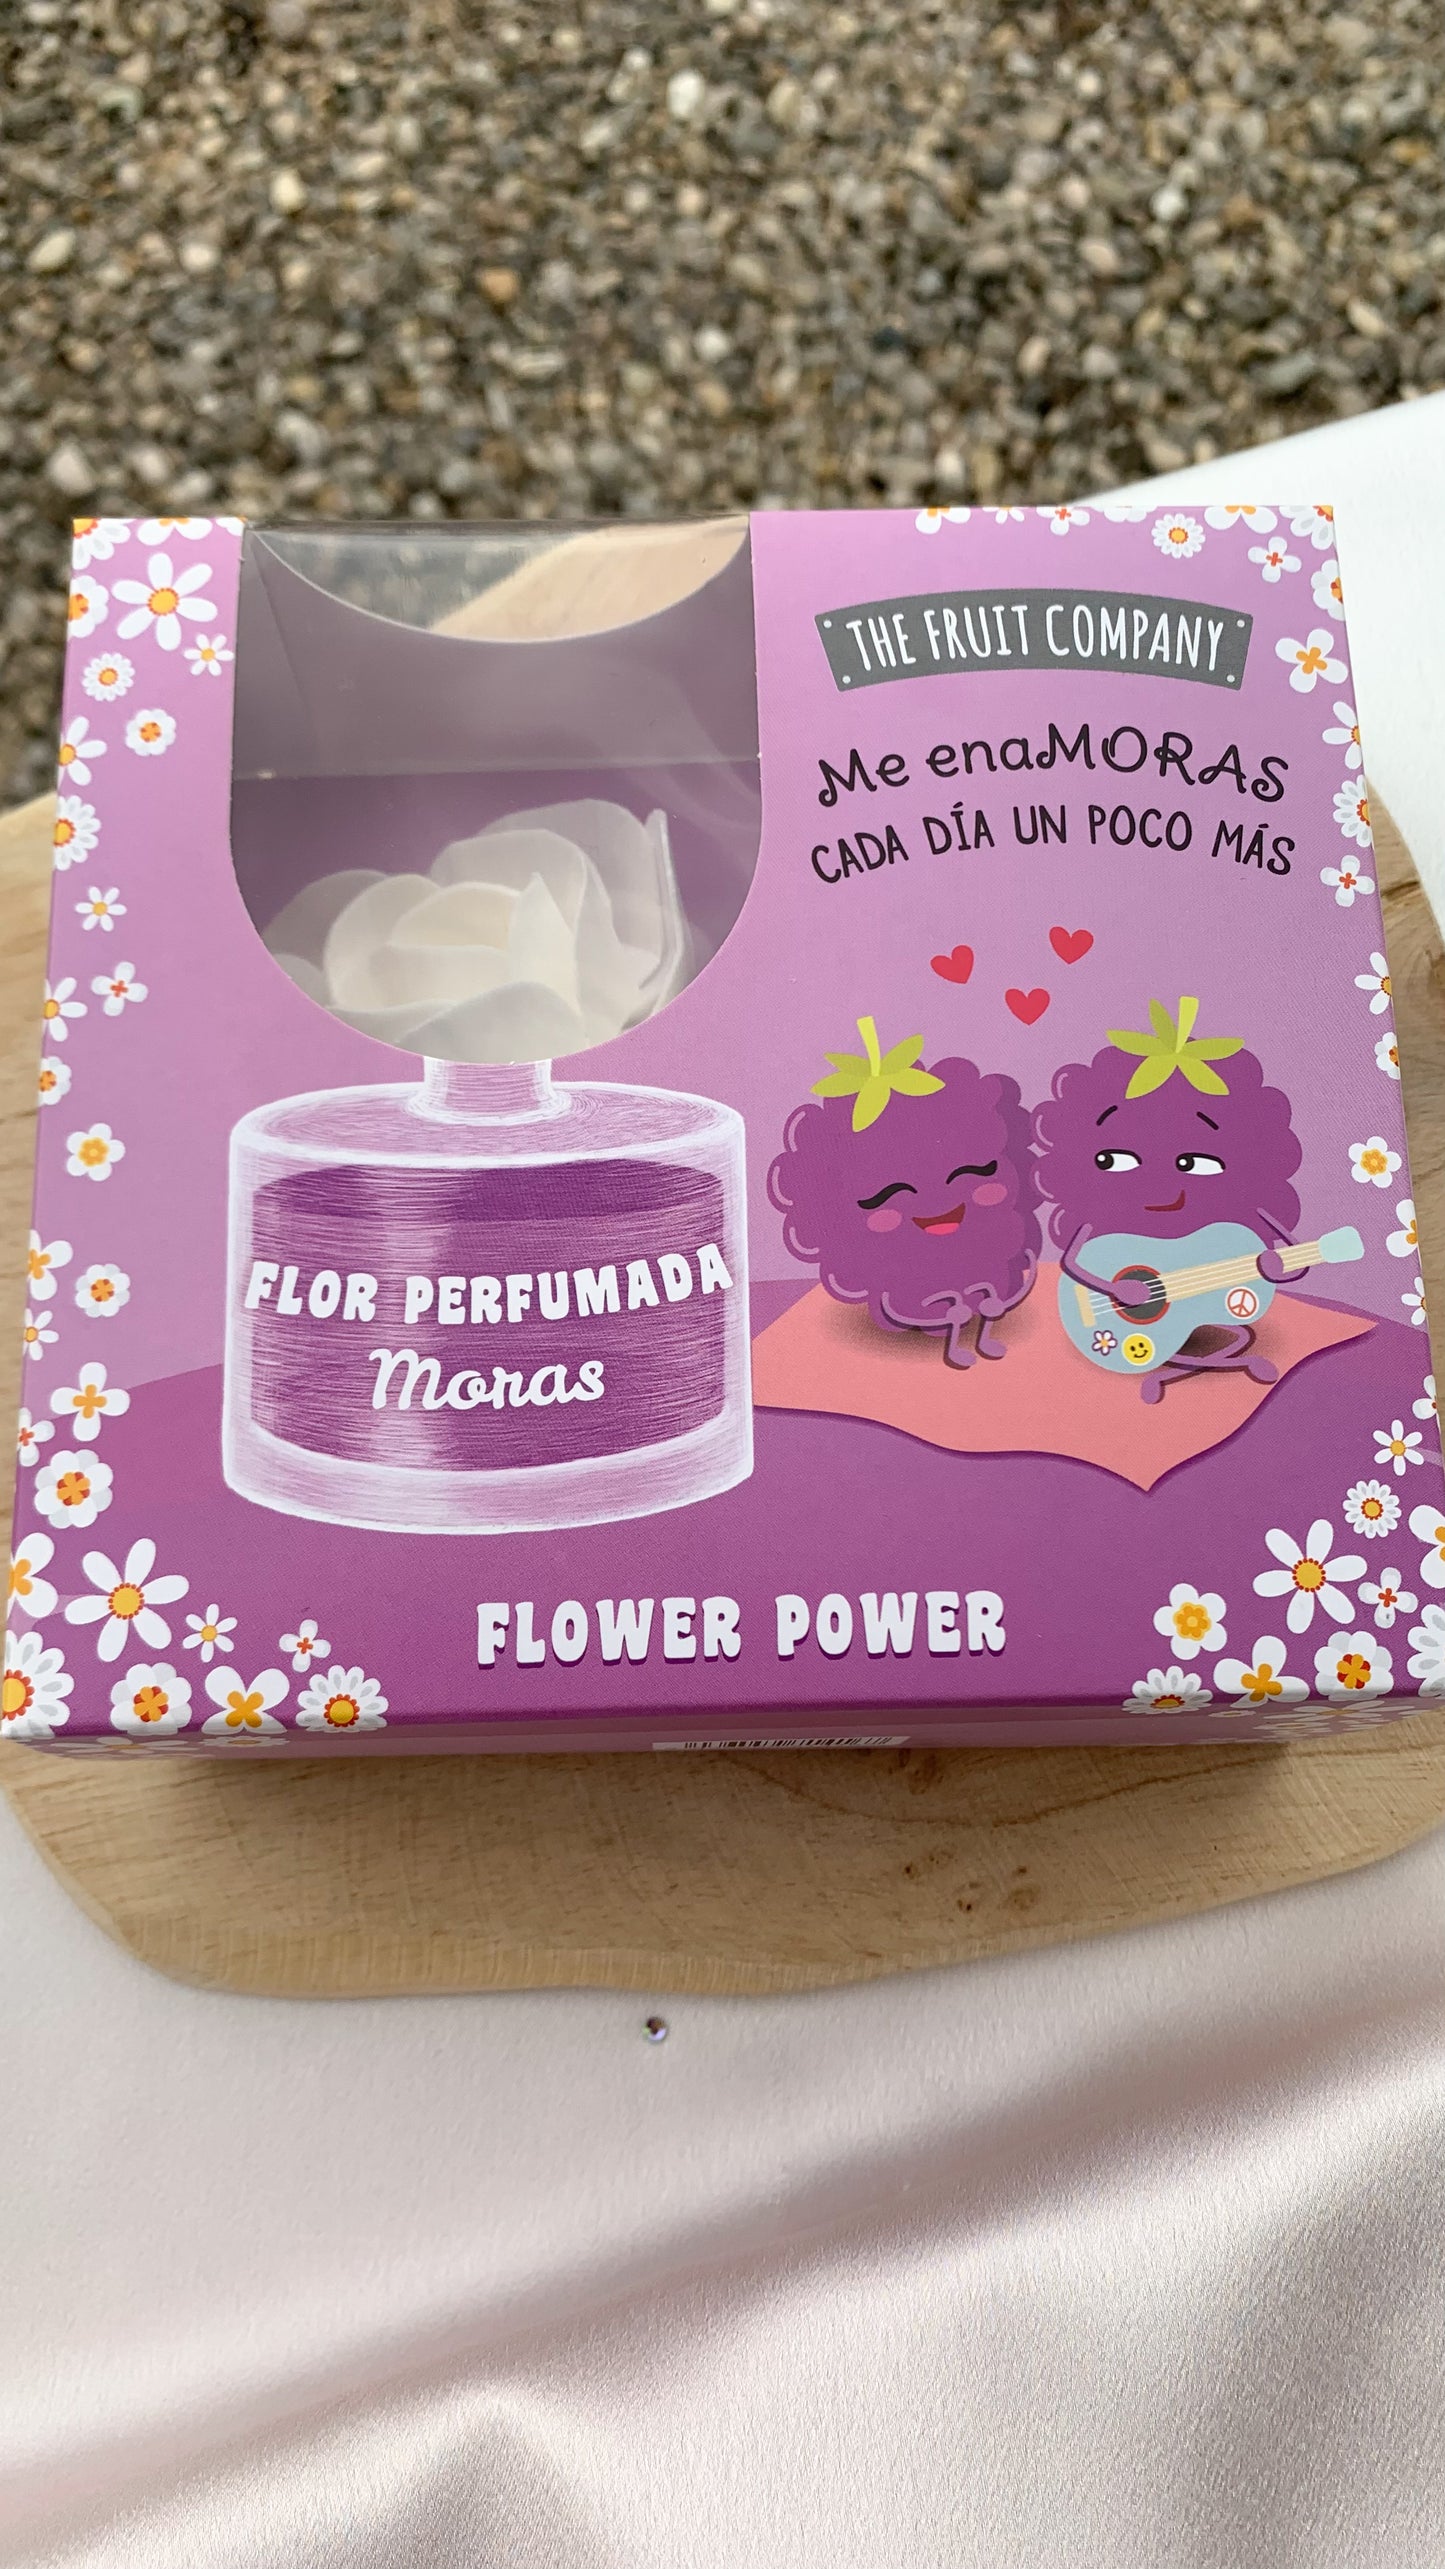 THE FRUIT COMPANY
Me enaMORAS
CADA DÍA UN POCO MÁS
FLOR PERFUMADA
Moras
FLOWER POWER